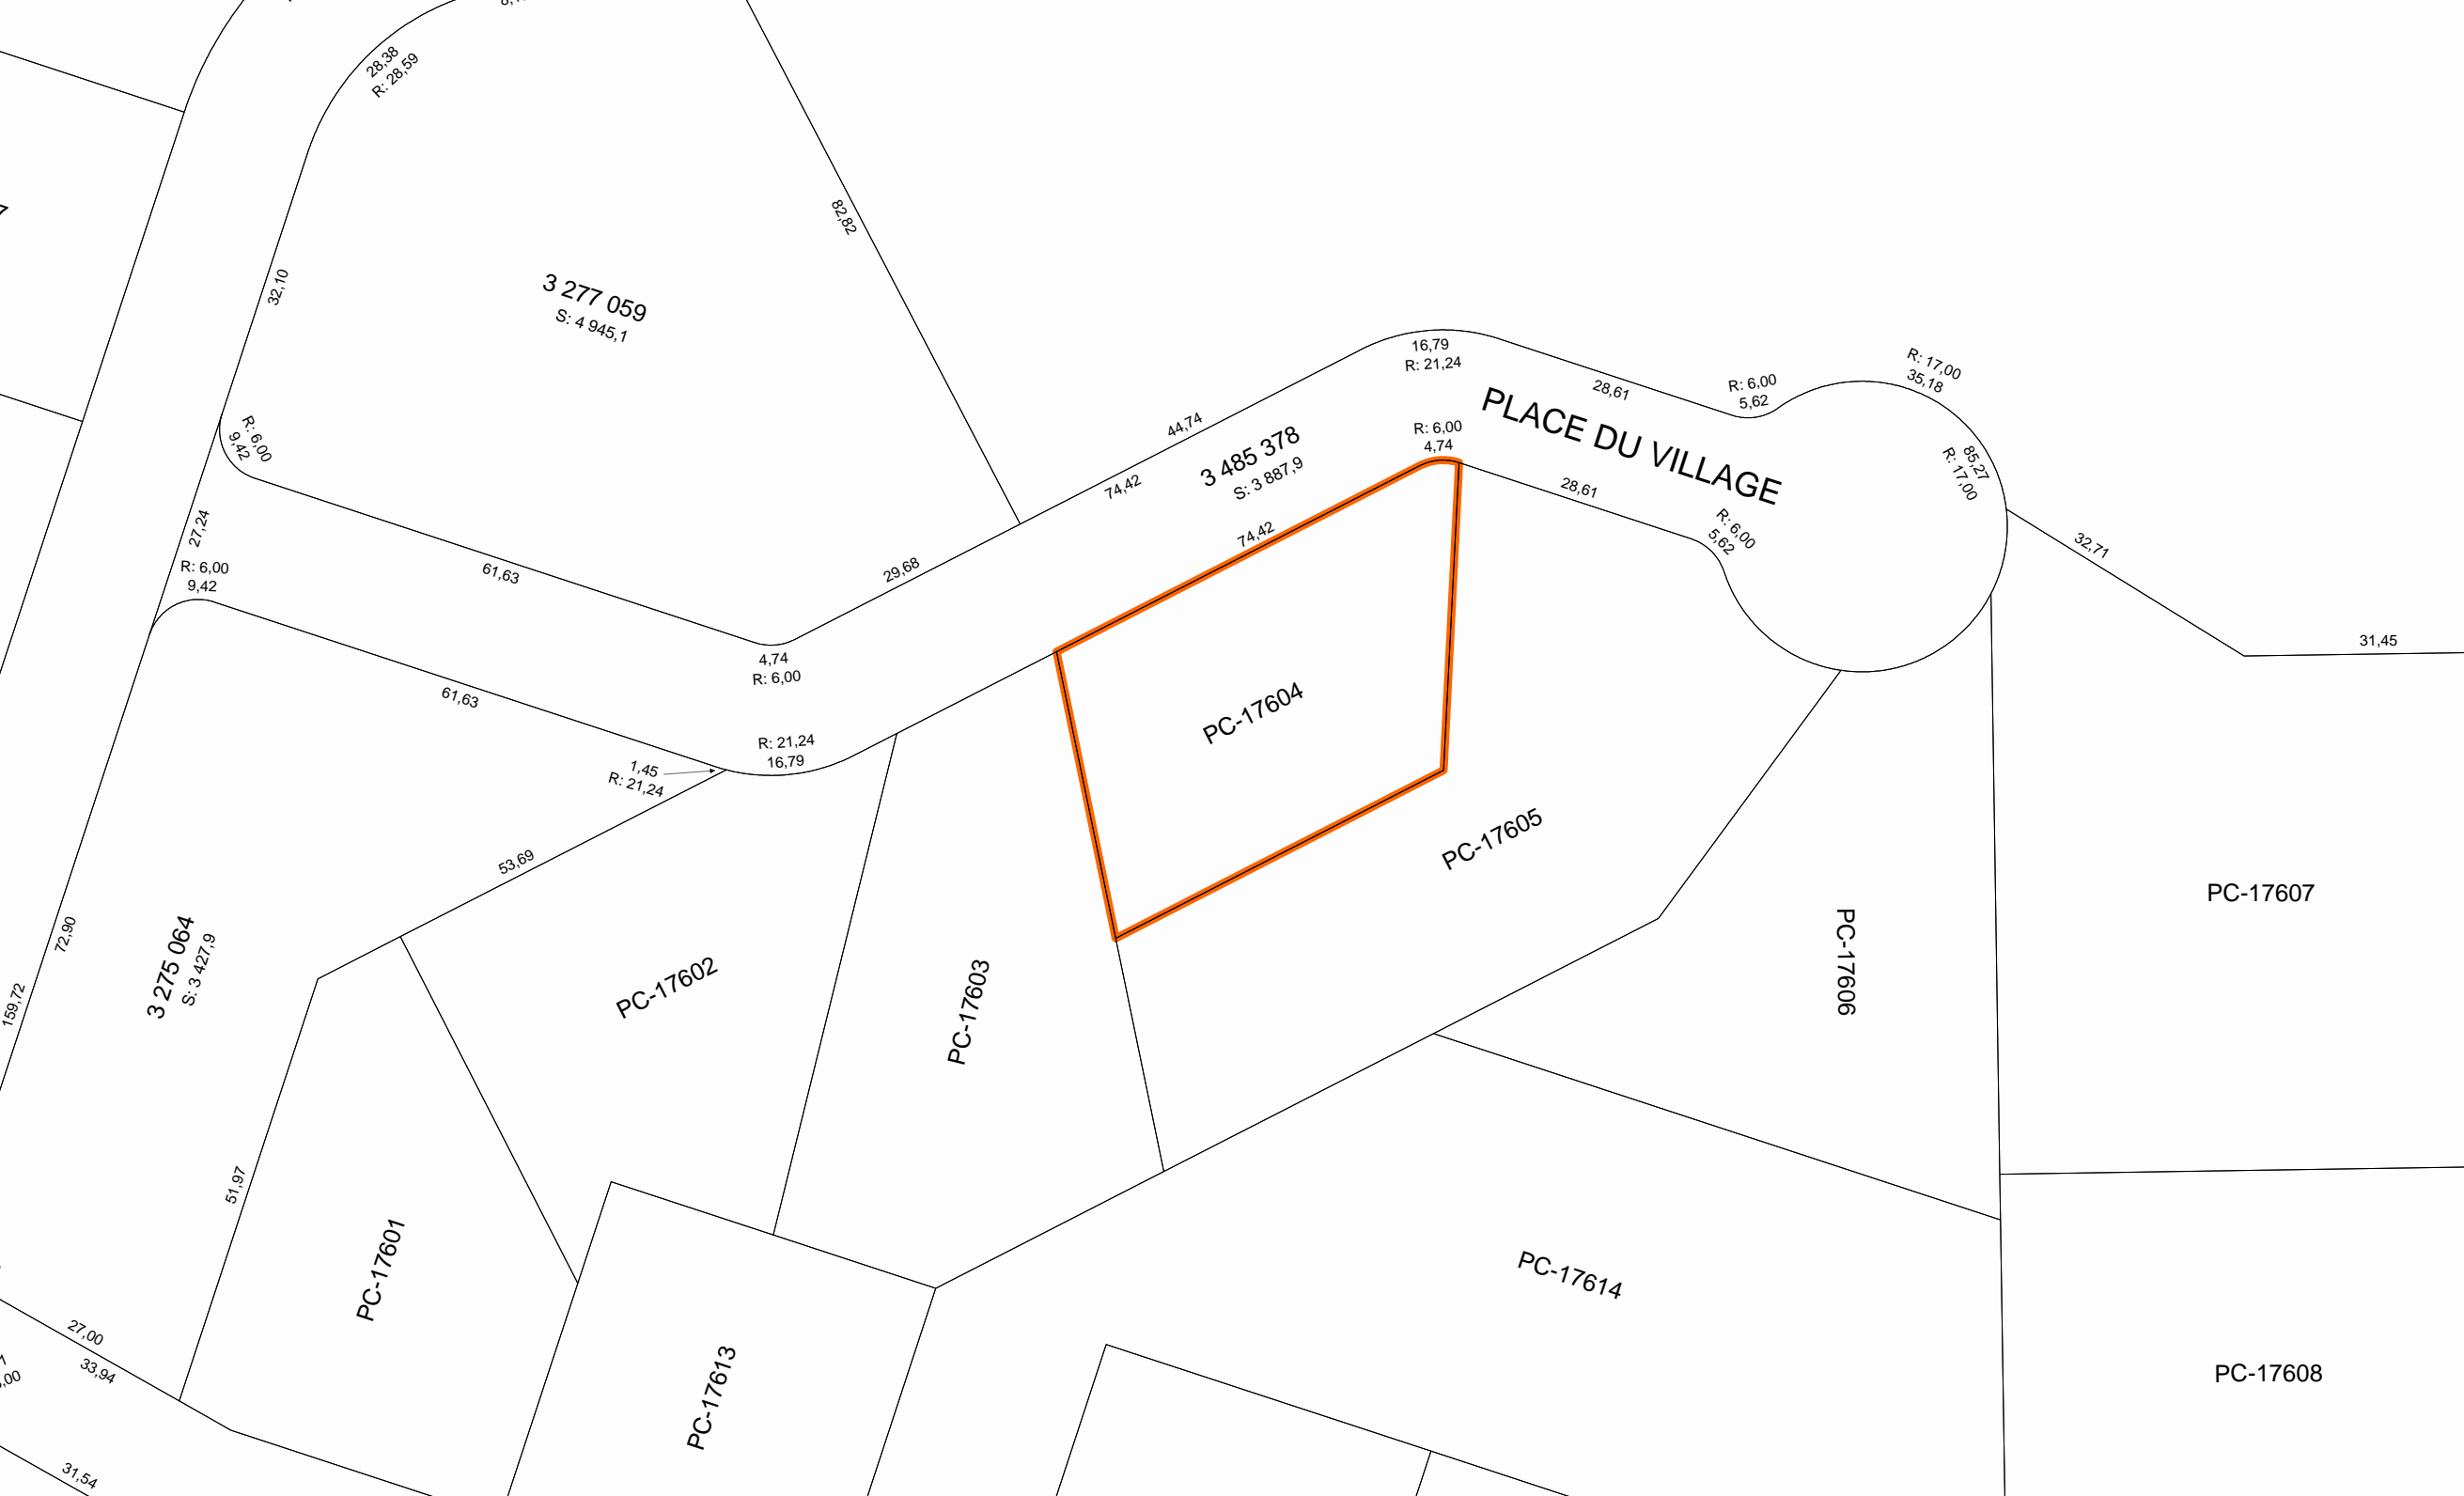 28,38
R: 28,59
82,82
32,10
3 277 059
S: 4 945,1
R: 6,00
9,42
27,24
R: 6,00
9,42
61,63
61,63
29,68
4,74
R: 6,00
R: 21,24
16,79
1,45
R: 21,24
53,69
44,74
74,42
3 485 378
S: 3 887,9
74,42
16,79
R: 21,24
R: 6,00
4,74
28,61
PLACE DU VILLAGE
28,61
R: 6,00
5,62
R: 6,00
5,62
R: 17,00
35,18
85,27
R: 17,00
32,71
31,45
PC-17604
PC-17605
PC-17607
PC-17606
PC-17602
PC-17603
3 275 064
S: 3 427,9
72,90
159,72
51,97
PC-17601
PC-17613
PC-17614
PC-17608
27,00
33,94
31,54